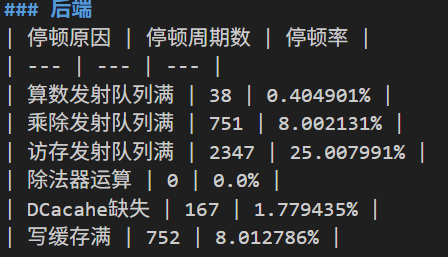 ### 后端
| 停顿原因 | 停顿周期数 | 停顿率 |
| --- | --- | --- |
| 算数发射队列满 | 38 | 0.404901% |
| 乘除发射队列满 | 751 | 8.002131% |
| 访存发射队列满 | 2347 | 25.007991% |
| 除法器运算 | 0 | 0.0% |
| DCacahe缺失 | 167 | 1.779435% |
| 写缓存满 | 752 | 8.012786% |